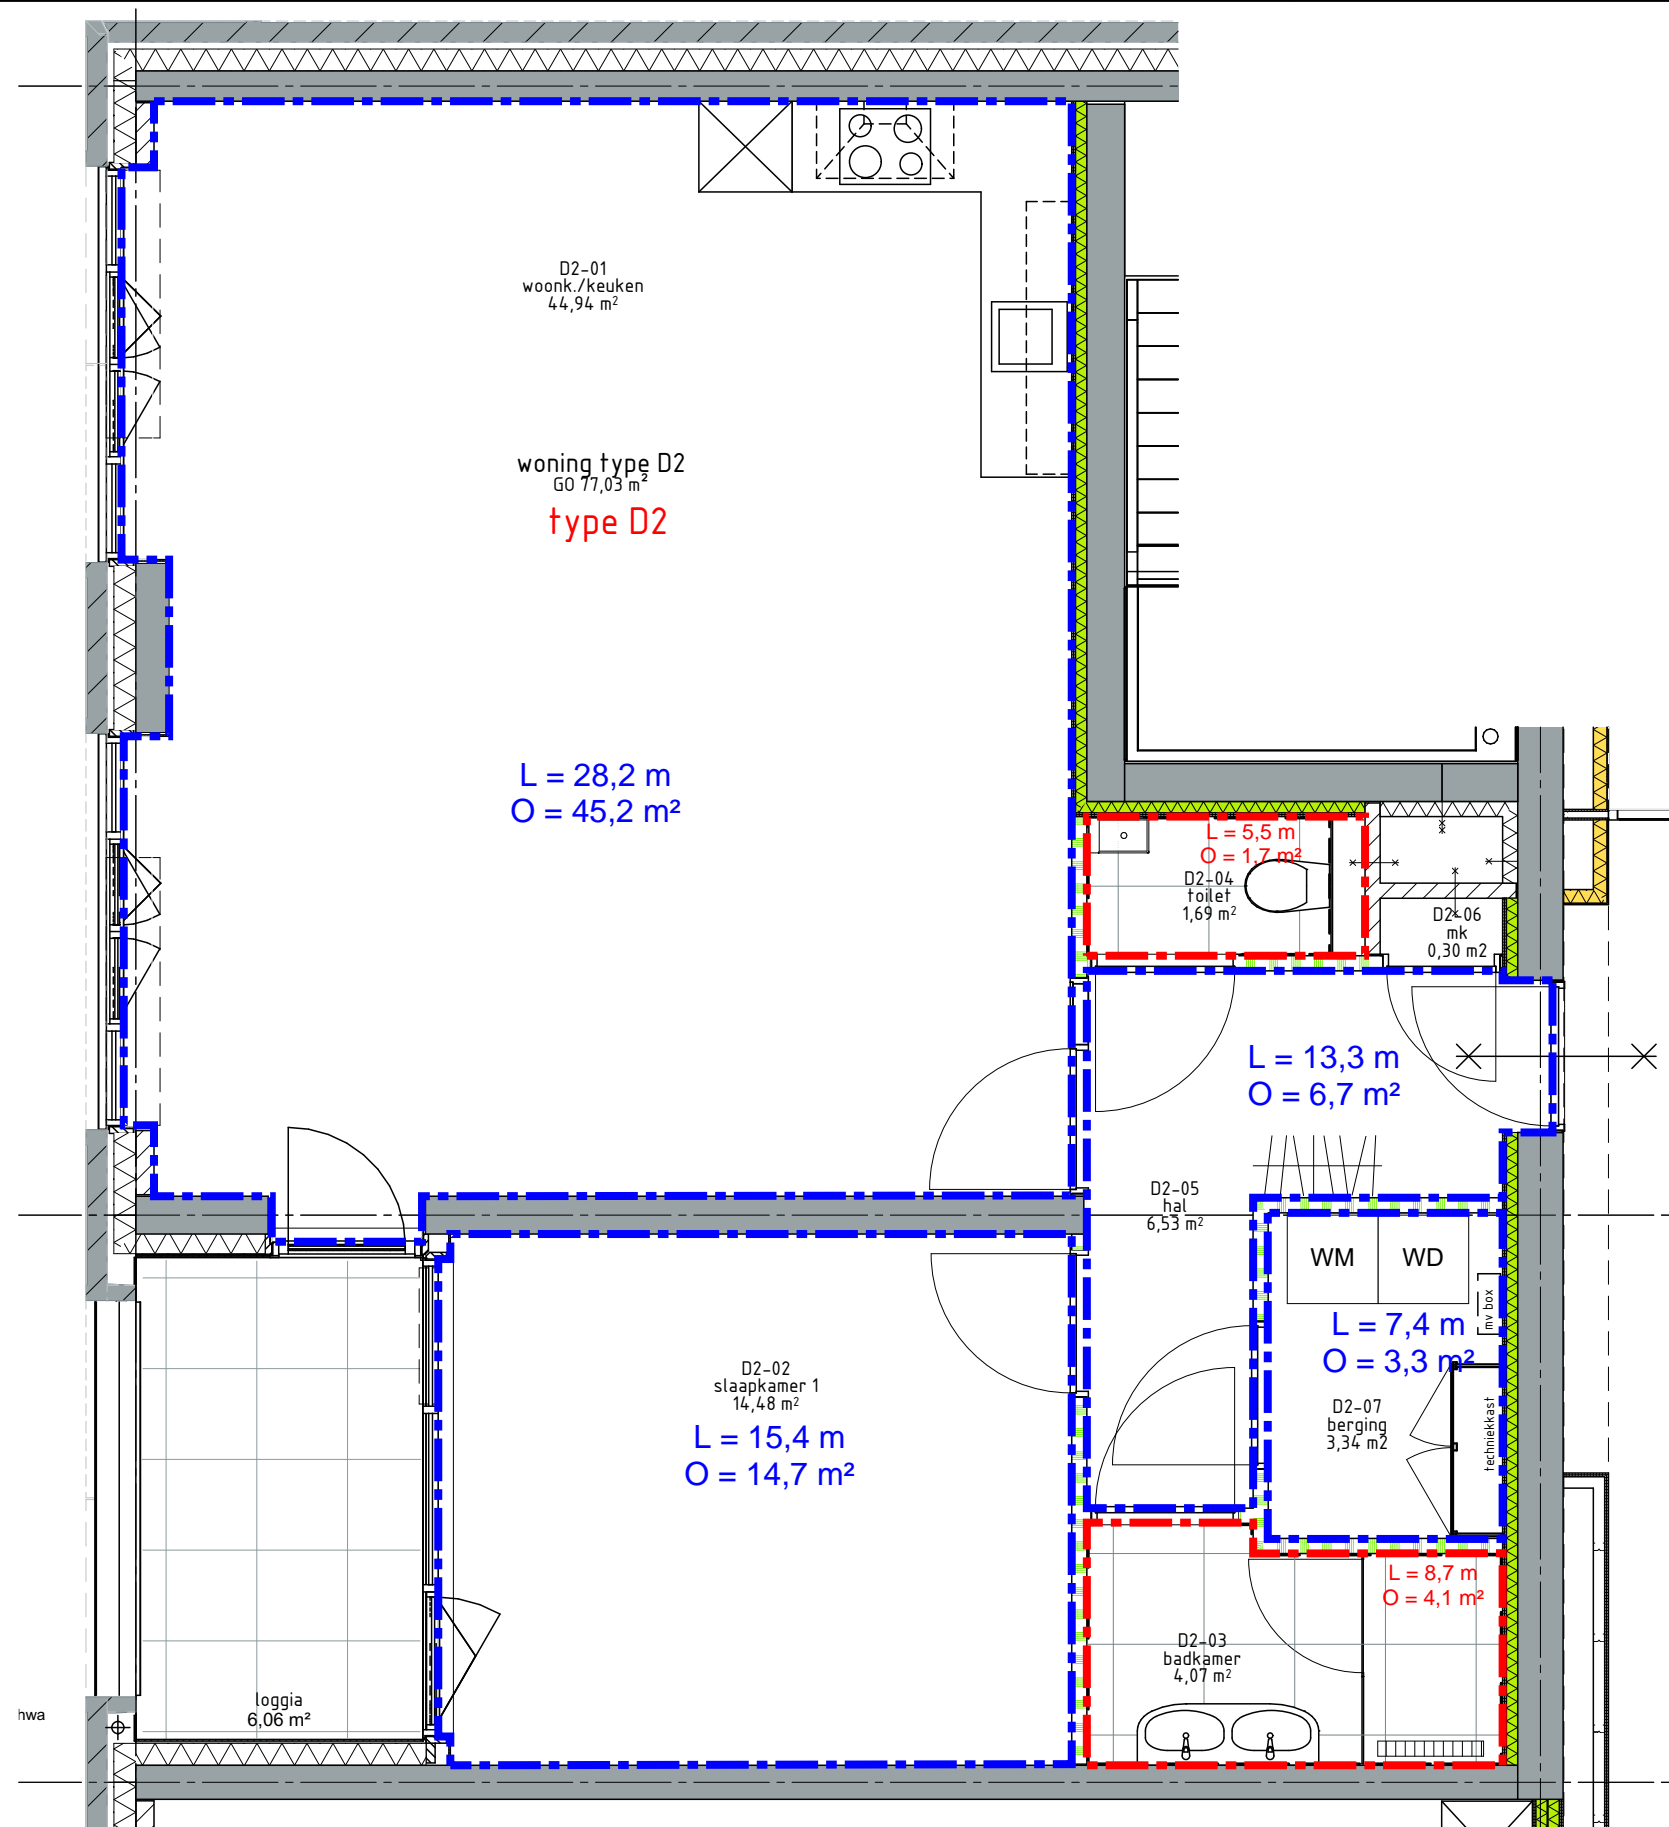 D2-01
woonk./keuken
44,94 m²
woning type D2
GO 77,03 m²
type D2
L = 28,2 m
O = 45,2 m²
L = 5,5 m
O = 1,7 m²
D2-04
toilet
1,69 m²
D2-06
mk
0,30 m2
L = 13,3 m
O = 6,7 m²
D2-05
hal
6,53 m²
WM
WD
mv box
L = 7,4 m
O = 3,3 m²
D2-07
berging
3,34 m2
techniekkast
D2-02
slaapkamer 1
14,48 m²
L = 15,4 m
O = 14,7 m²
L = 8,7 m
O = 4,1 m²
D2-03
badkamer
4,07 m²
loggia
6,06 m²
hwa